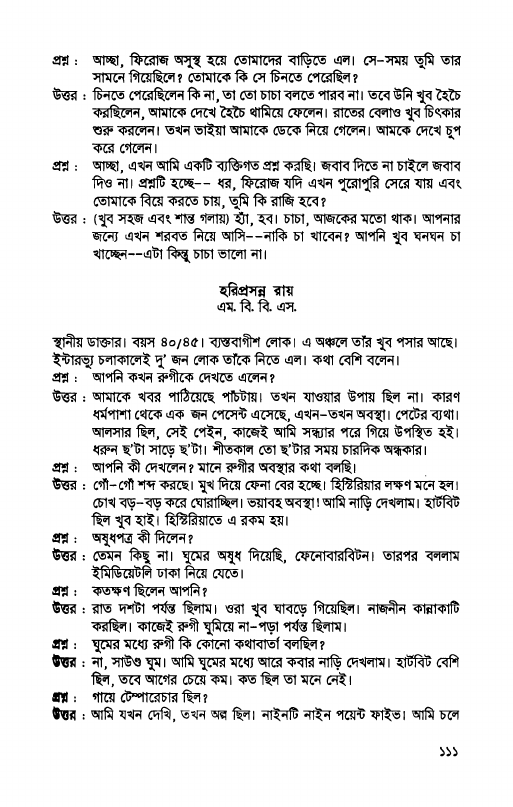 প্রশ্ন : আচ্ছা, ফিরোজ অসুস্থ হয়ে তোমাদের বাড়িতে এল। সে-সময় তুমি তার
সামনে গিয়েছিলে? তোমাকে কি সে চিনতে পেরেছিল?
উত্তর : চিনতে পেরেছিলেন কি না, তা তো চাচা বলতে পারব না। তবে উনি খুব হৈচৈ
করছিলেন, আমাকে দেখে হৈচৈ থামিয়ে ফেলেন। রাতের বেলাও খুব চিৎকার
শুরু করলেন। তখন ভাইয়া আমাকে ডেকে নিয়ে গেলেন। আমকে দেখে চুপ
করে গেলেন।
প্রশ্ন : আচ্ছা, এখন আমি একটি ব্যক্তিগত প্রশ্ন করছি। জবাব দিতে না চাইলে জবাব
দিও না। প্রশ্নটি হচ্ছে-- ধর, ফিরোজ যদি এখন পুরোপুরি সেরে যায় এবং
তোমাকে বিয়ে করতে চায়, তুমি কি রাজি হবে?
উত্তর : (খুব সহজ এবং শান্ত গলায়) হ্যাঁ, হব। চাচা, আজকের মতো থাক। আপনার
জন্যে এখন শরবত নিয়ে আসি--নাকি চা খাবেন? আপনি খুব ঘনঘন চা
খাচ্ছেন--এটা কিন্তু চাচা ভালো না।
হরিপ্রসন্ন রায়
এম. বি. বি. এস.
স্থানীয় ডাক্তার। বয়স ৪০/৪৫। ব্যস্তবাগীশ লোক। এ অঞ্চলে তাঁর খুব পসার আছে।
ইন্টারভ্যু চলাকালেই দু' জন লোক তাঁকে নিতে এল। কথা বেশি বলেন।
প্রশ্ন : আপনি কখন রুগীকে দেখতে এলেন?
উত্তর : আমাকে খবর পাঠিয়েছে পাঁচটায়। তখন যাওয়ার উপায় ছিল না। কারণ
ধর্মপাশা থেকে এক জন পেসেন্ট এসেছে, এখন-তখন অবস্থা। পেটের ব্যথা।
আলসার ছিল, সেই পেইন, কাজেই আমি সন্ধ্যার পরে গিয়ে উপস্থিত হই।
ধরুন ছ'টা সাড়ে ছ'টা। শীতকাল তো ছ'টার সময় চারদিক অন্ধকার।
প্রশ্ন : আপনি কী দেখলেন? মানে রুগীর অবস্থার কথা বলছি।
উত্তর : গোঁ-গোঁ শব্দ করছে। মুখ দিয়ে ফেনা বের হচ্ছে। হিস্টিরিয়ার লক্ষণ মনে হল।
চোখ বড়-বড় করে ঘোরাচ্ছিল। ভয়াবহ অবস্থা! আমি নাড়ি দেখলাম। হার্টবিট
ছিল খুব হাই। হিস্টিরিয়াতে এ রকম হয়।
প্রশ্ন : অষুধপত্র কী দিলেন?
উত্তর : তেমন কিছু না। ঘুমের অষুধ দিয়েছি, ফেনোবারবিটন। তারপর বললাম
ইমিডিয়েটলি ঢাকা নিয়ে যেতে।
প্রশ্ন : কতক্ষণ ছিলেন আপনি?
উত্তর : রাত দশটা পর্যন্ত ছিলাম। ওরা খুব ঘাবড়ে গিয়েছিল। নাজনীন কান্নাকাটি
করছিল। কাজেই রুগী ঘুমিয়ে না-পড়া পর্যন্ত ছিলাম।
প্রশ্ন : ঘুমের মধ্যে রুগী কি কোনো কথাবার্তা বলছিল?
উত্তর : না, সাউণ্ড ঘুম। আমি ঘুমের মধ্যে আরে কবার নাড়ি দেখলাম। হার্টবিট বেশি
ছিল, তবে আগের চেয়ে কম। কত ছিল তা মনে নেই।
প্রশ্ন : গায়ে টেম্পারেচার ছিল?
উত্তর : আমি যখন দেখি, তখন অল্প ছিল। নাইনটি নাইন পয়েন্ট ফাইভ। আমি চলে
১১১